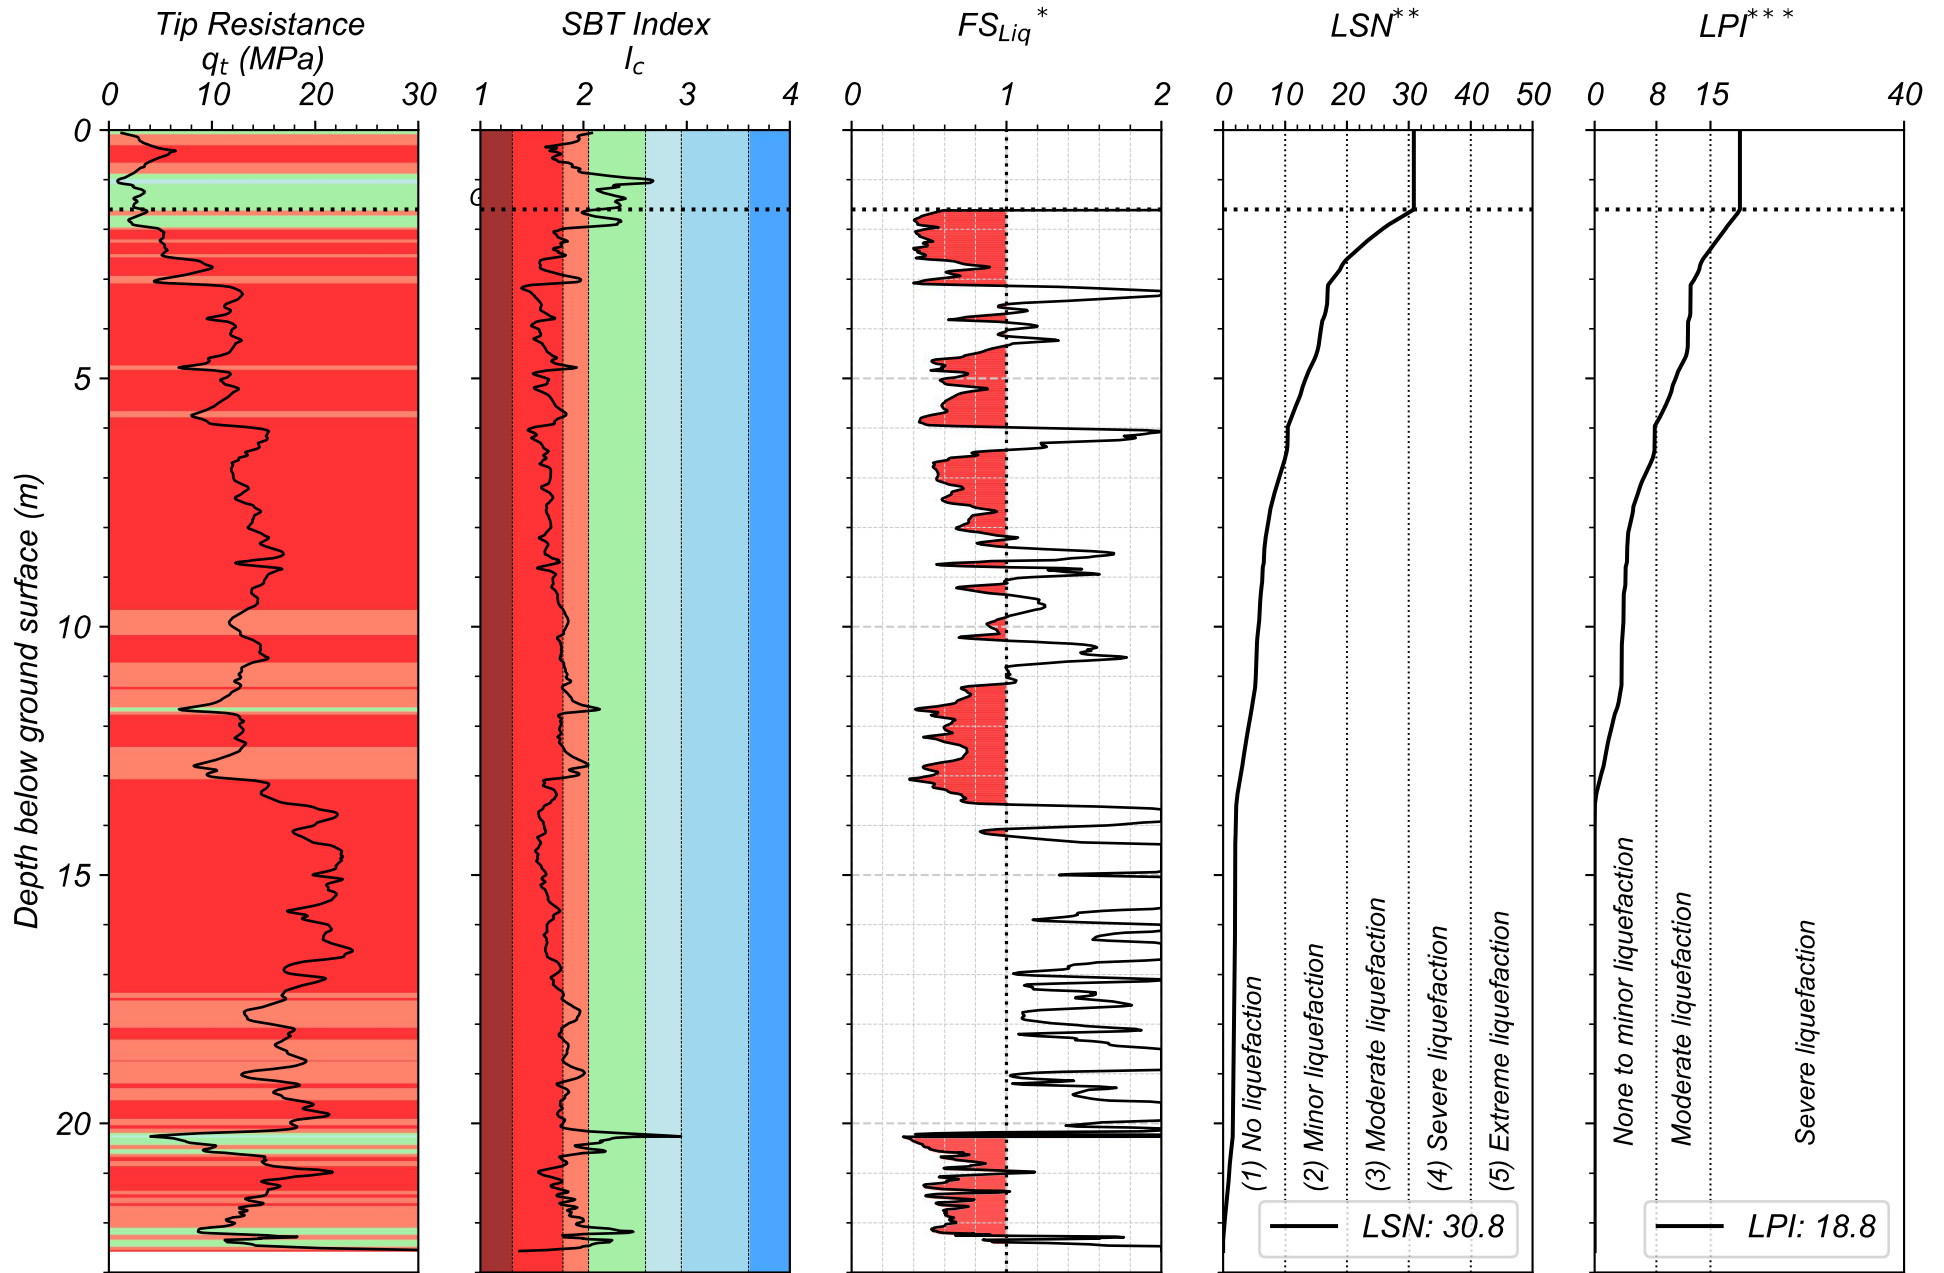 Tip Resistance
qt (MPa)
0 10 20 30
SBT Index
Ic
1 2 3 4
FSLiq*
0 1 2
LSN**
0 10 20 30 40 50
LPI***
0 8 15 40
Depth below ground surface (m)
0
5
10
15
20
G
(1) No liquefaction
(2) Minor liquefaction
(3) Moderate liquefaction
(4) Severe liquefaction
(5) Extreme liquefaction
LSN: 30.8
None to minor liquefaction
Moderate liquefaction
Severe liquefaction
LPI: 18.8